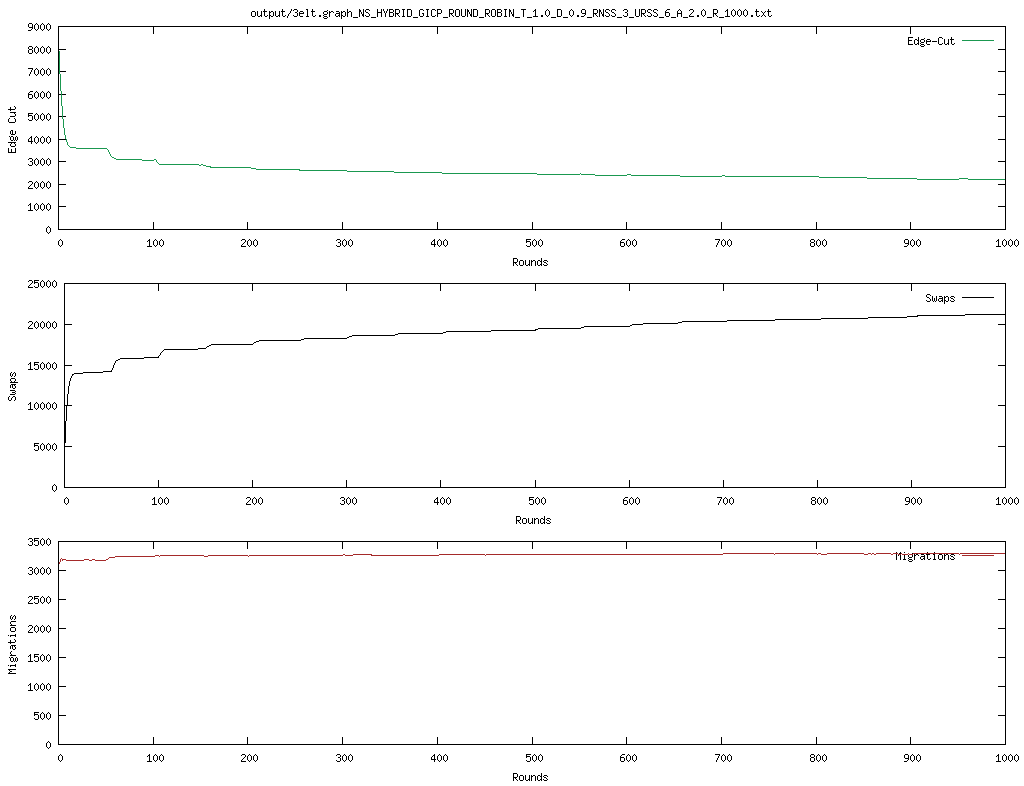 output/3elt.graph_NS_HYBRID_GICP_ROUND_ROBIN_T_1.0_D_0.9_RNSS_3_URSS_6_A_2.0_R_1000.txt
9000
8000
7000
6000
5000
4000
3000
2000
1000
0
Edge Cut
Edge-Cut
0 100 200 300 400 500 600 700 800 900 1000
Rounds
25000
20000
15000
10000
5000
0
Swaps
Swaps
0 100 200 300 400 500 600 700 800 900 1000
Rounds
3500
3000
2500
2000
1500
1000
500
0
Migrations
Migrations
0 100 200 300 400 500 600 700 800 900 1000
Rounds